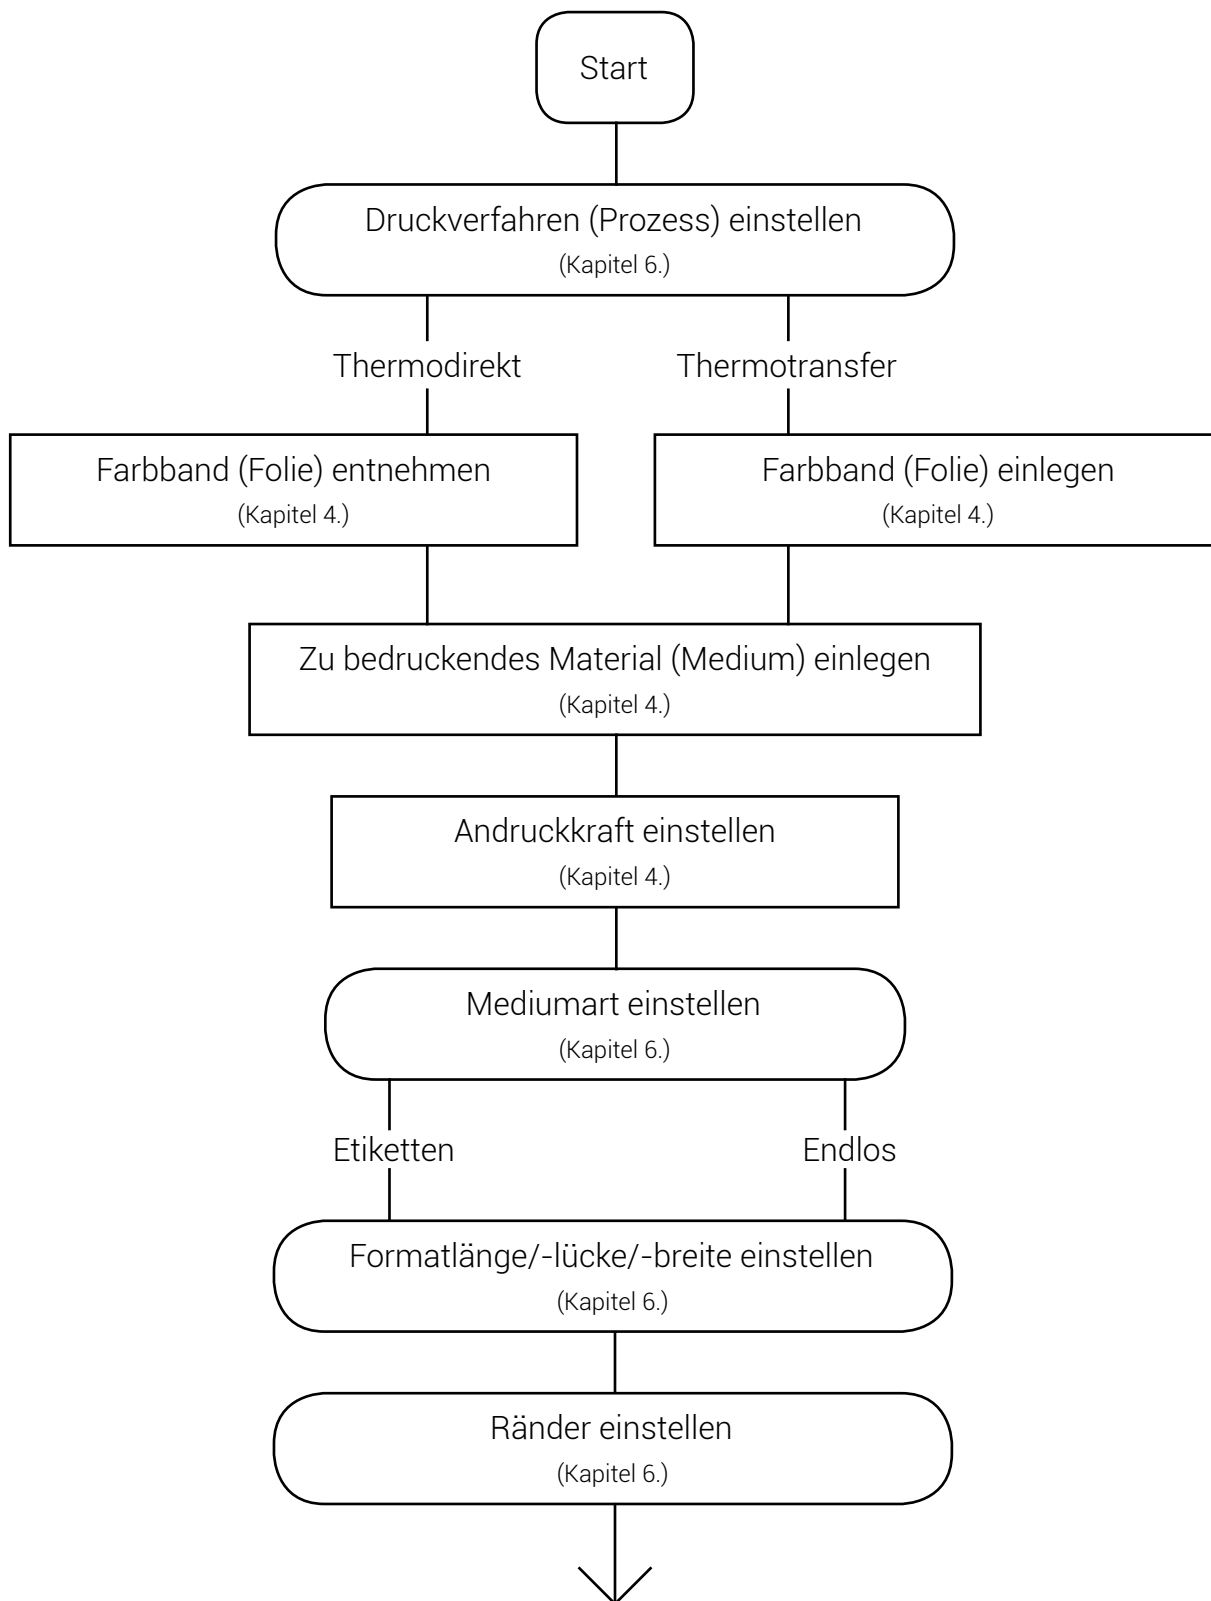 Start
Druckverfahren (Prozess) einstellen
(Kapitel 6.)
Thermodirekt
Thermotransfer
Farbband (Folie) entnehmen
(Kapitel 4.)
Farbband (Folie) einlegen
(Kapitel 4.)
Zu bedruckendes Material (Medium) einlegen
(Kapitel 4.)
Andruckkraft einstellen
(Kapitel 4.)
Mediumart einstellen
(Kapitel 6.)
Etiketten
Endlos
Formatlänge/-lücke/-breite einstellen
(Kapitel 6.)
Ränder einstellen
(Kapitel 6.)